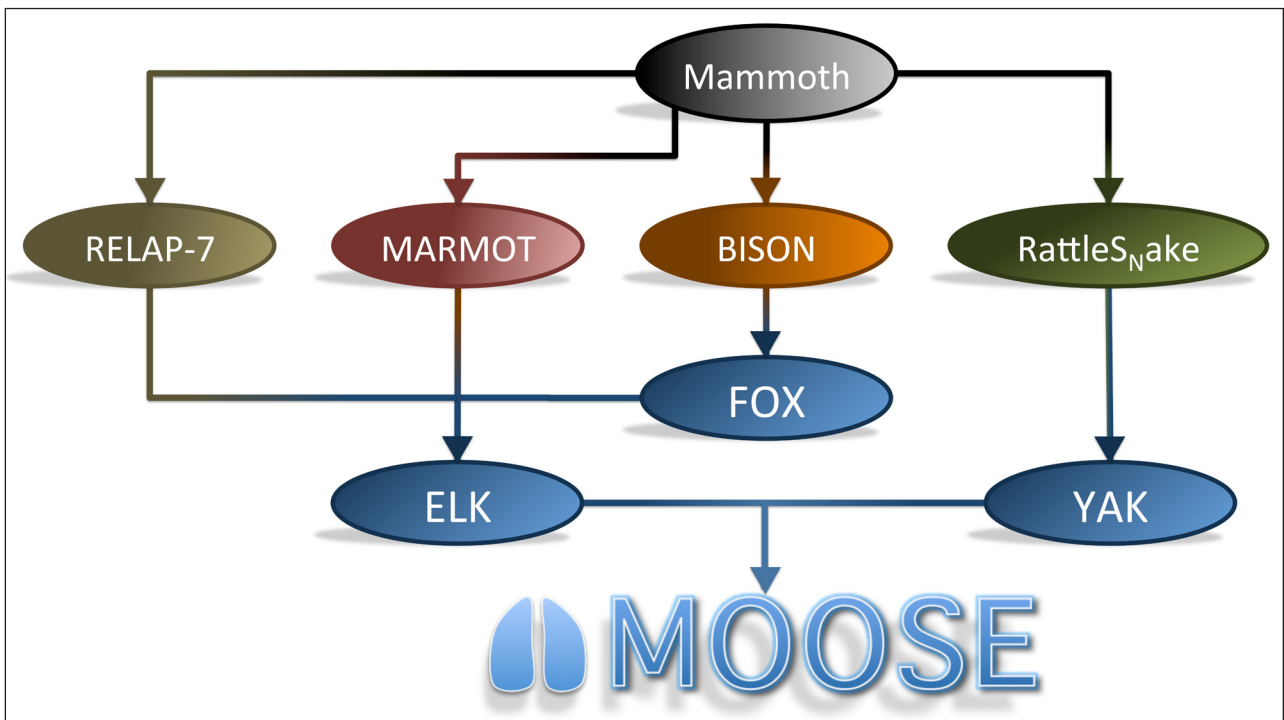 Mammoth
RELAP-7
MARMOT
BISON
RattleSNake
FOX
ELK
YAK
MOOSE